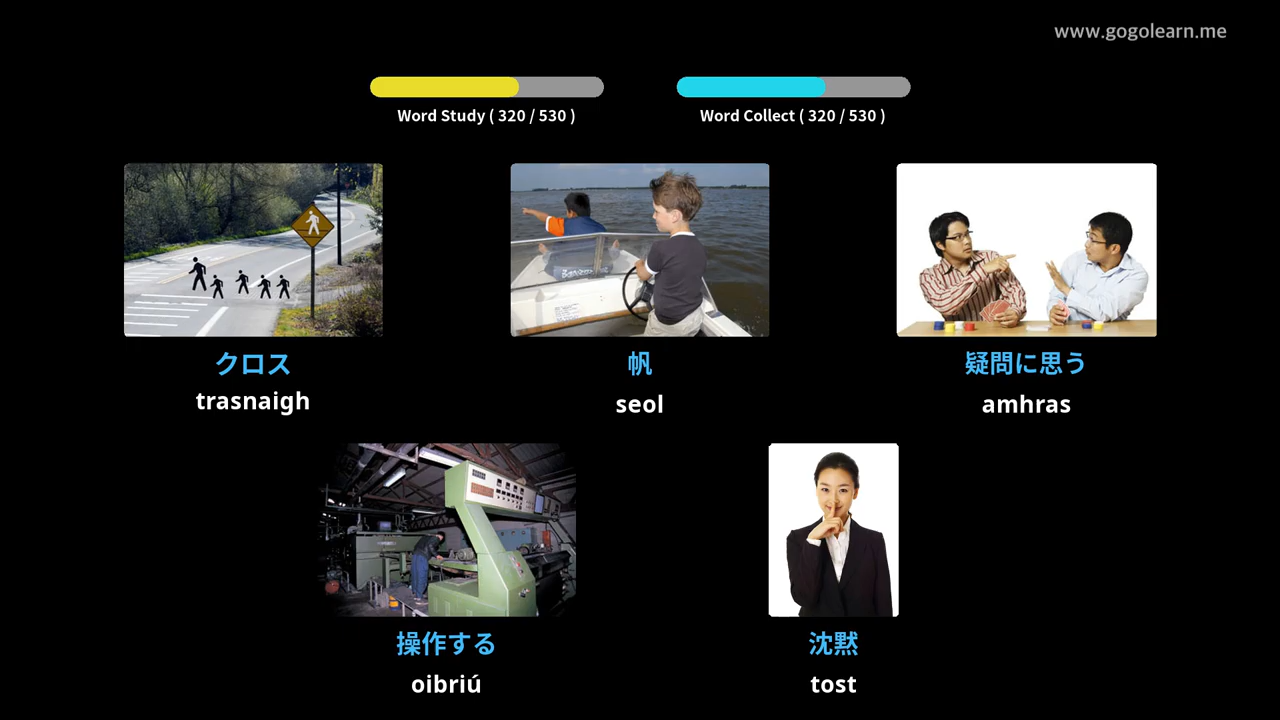 www.gogolearn.me
Word Study ( 320 / 530 )
Word Collect ( 320 / 530 )
クロス
trasnaigh
帆
seol
疑問に思う
amhras
操作する
oibriú
沈黙
tost